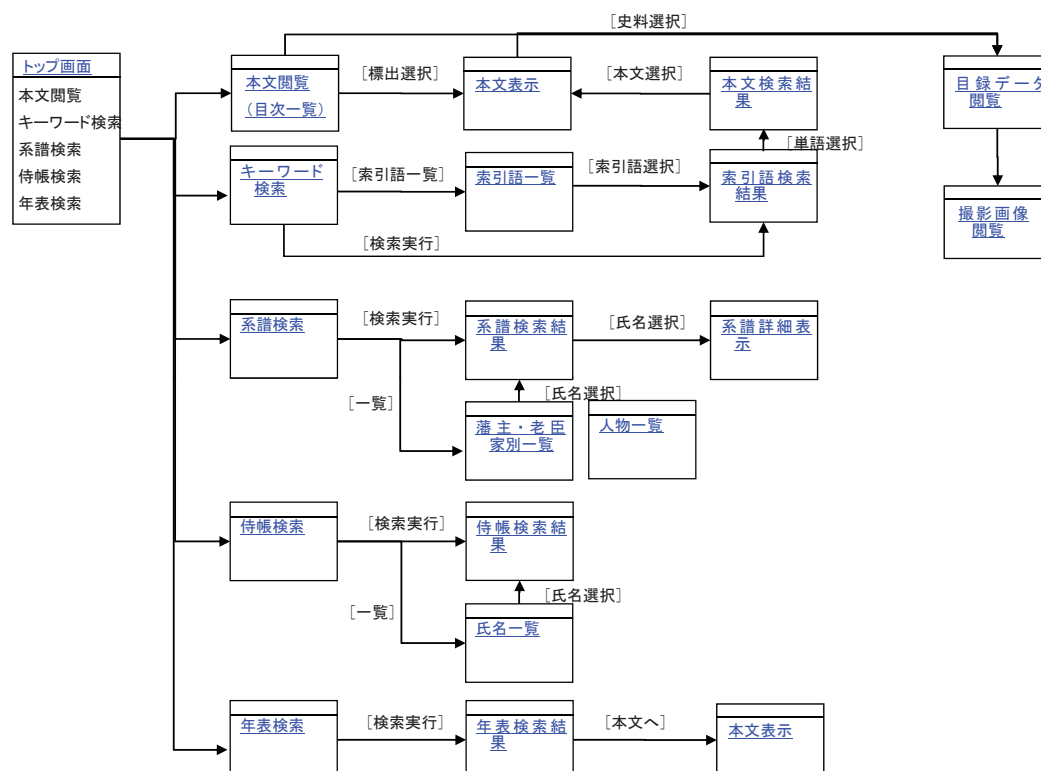 [史料選択]
トップ画面
本文閲覧
キーワード検索
系譜検索
侍帳検索
年表検索
本文閲覧
（目次一覧）
[標出選択]
本文表示
[本文選択]
本文検索結
果
目録データ
閲覧
[単語選択]
キーワード
検索
[索引語一覧]
索引語一覧
[索引語選択]
索引語検索
結果
撮影画像
閲覧
[検索実行]
系譜検索
[検索実行]
系譜検索結
果
[氏名選択]
系譜詳細表
示
[一覧]
[氏名選択]
藩主・老臣
家別一覧
人物一覧
侍帳検索
[検索実行]
侍帳検索結
果
[一覧]
[氏名選択]
氏名一覧
年表検索
[検索実行]
年表検索結
果
[本文へ]
本文表示